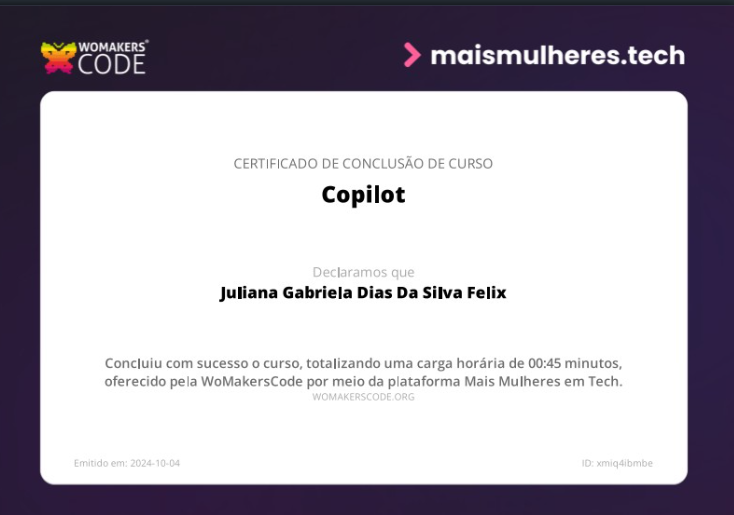 WOMAKERS
CODE
maismulheres.tech
CERTIFICADO DE CONCLUSÃO DE CURSO
Copilot
Declaramos que
Juliana Gabriela Dias Da Silva Felix
Concluiu com sucesso o curso, totalizando uma carga horária de 00:45 minutos,
oferecido pela WoMakersCode por meio da plataforma Mais Mulheres em Tech.
WOMAKERSCODE.ORG
Emitido em: 2024-10-04
ID: xmiq4ibmbe